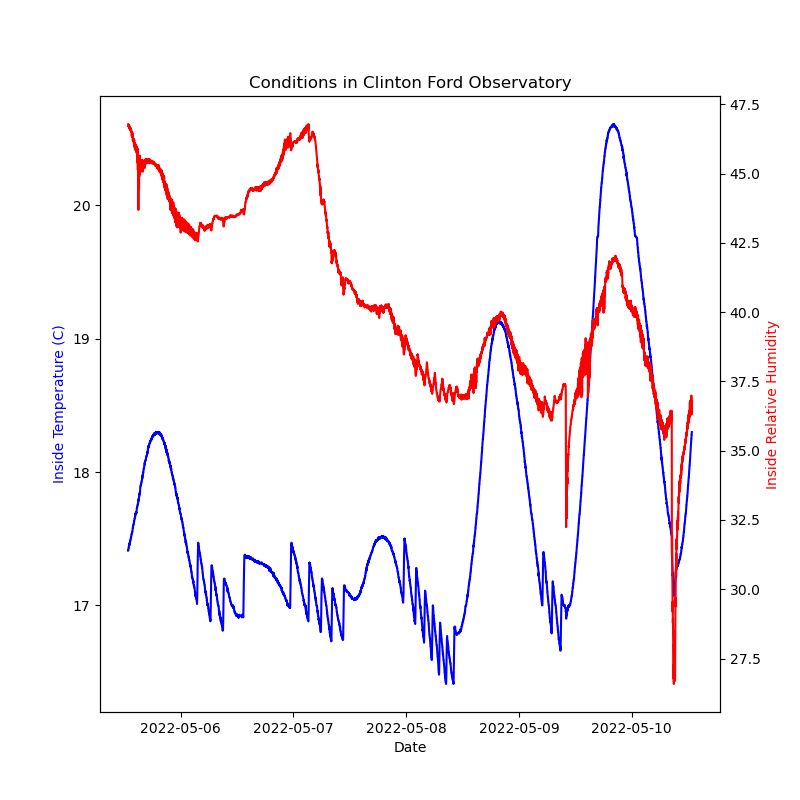 Conditions in Clinton Ford Observatory
Inside Temperature (C)
20
19
18
17
47.5
45.0
42.5
40.0
37.5
35.0
32.5
30.0
27.5
Inside Relative Humidity
2022-05-06 2022-05-07 2022-05-08 2022-05-09 2022-05-10
Date